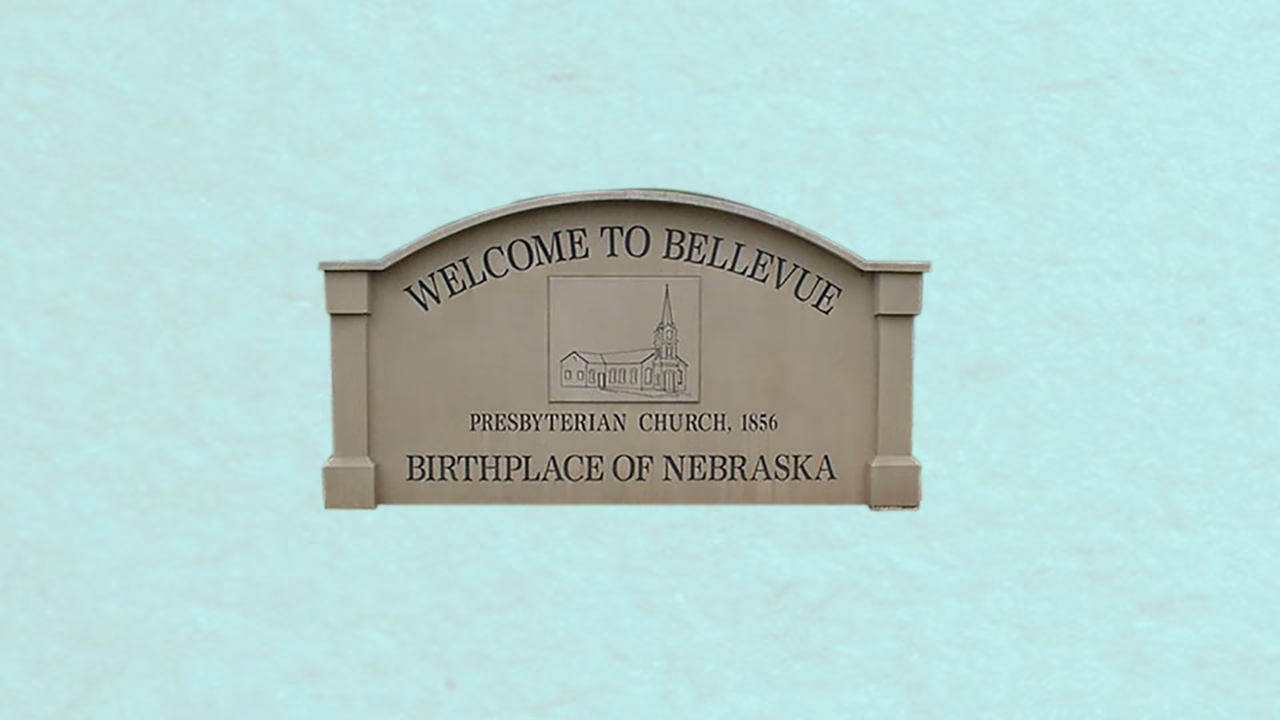 WELCOME TO BELLEVUE
PRESBYTERIAN CHURCH, 1856
BIRTHPLACE OF NEBRASKA